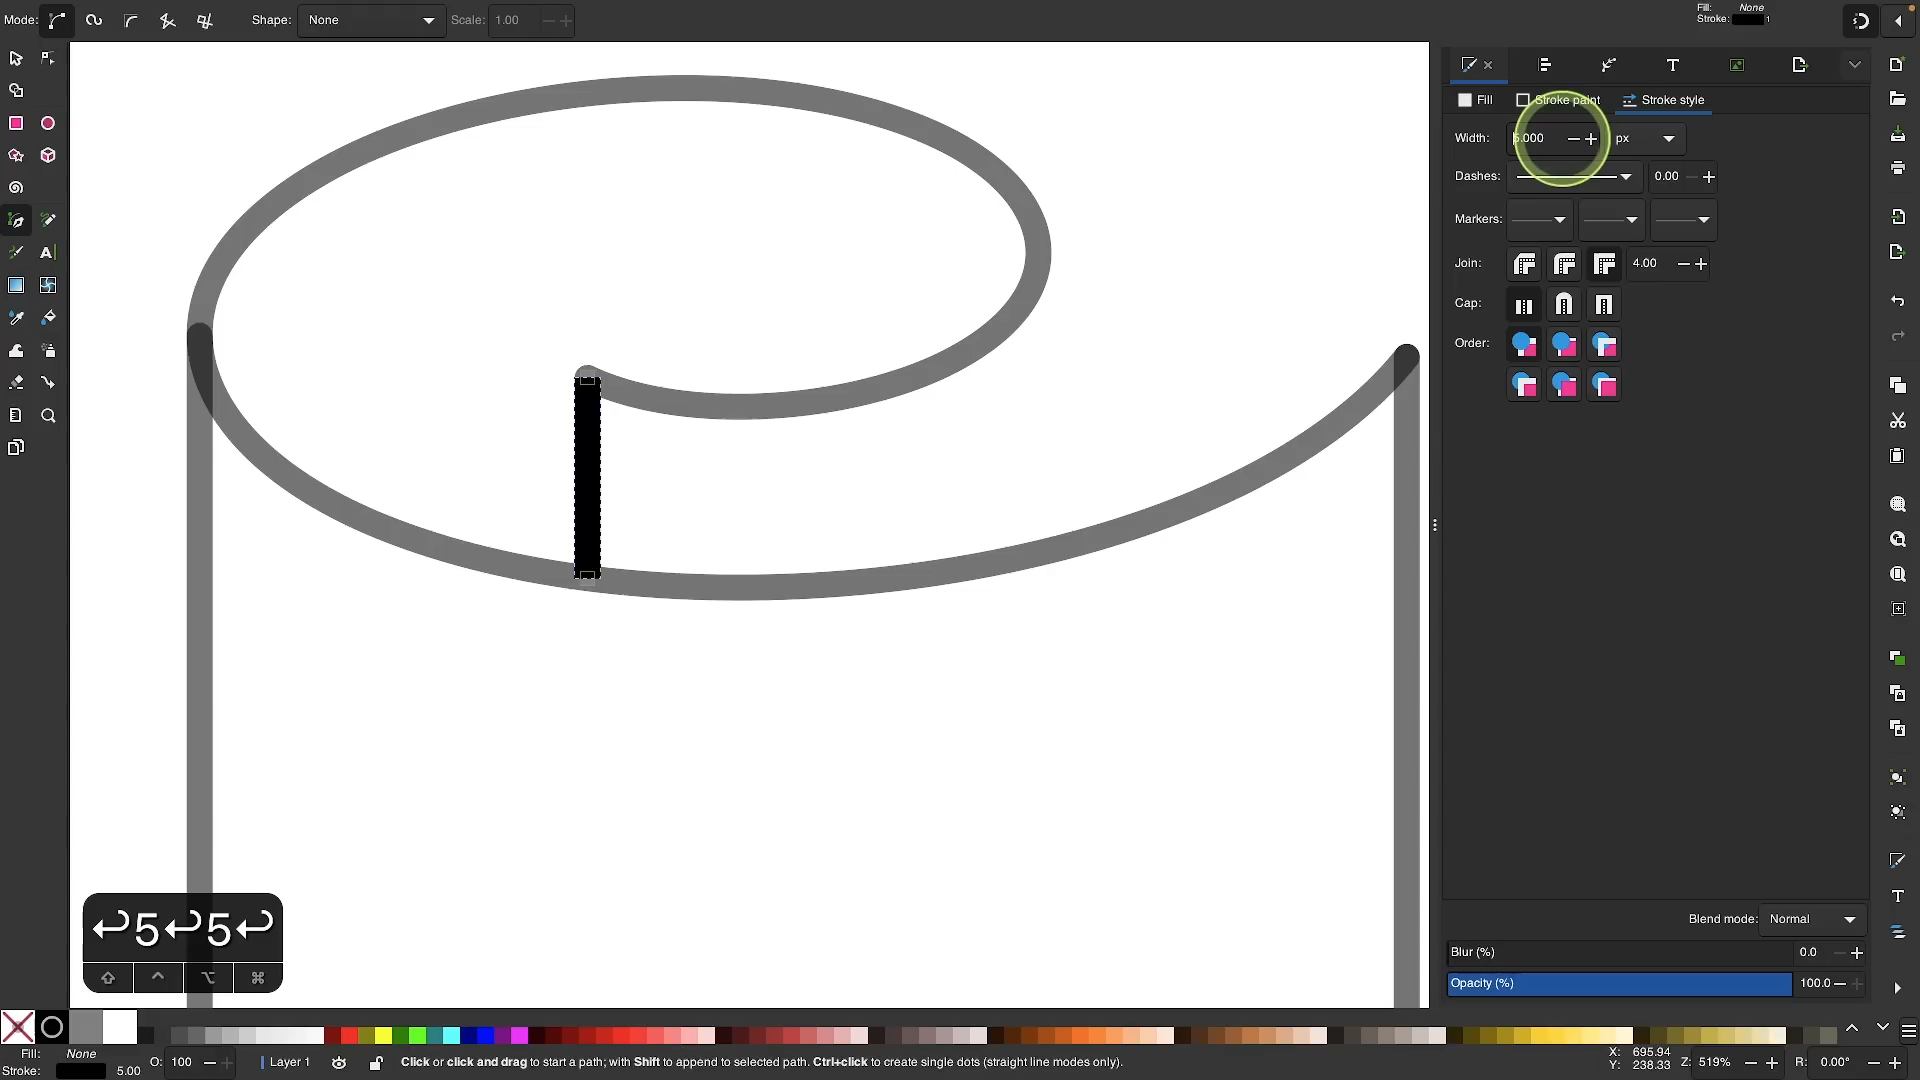 Mode:
Shape: None
Scale: 1.00
Fill: None
Stroke: 1
Fill
Stroke paint
Stroke style
Width: 5.000 px
Dashes: 0.00
Markers:
Join: 4.00
Cap:
Order:
↩5↩5↩
⇧ ^ ⌥ ⌘
Blend mode: Normal
Blur (%) 0.0
Opacity (%) 100.0
Fill: None
Stroke: 5.00
O: 100
Layer 1
Click or click and drag to start a path; with Shift to append to selected path. Ctrl+click to create single dots (straight line modes only).
X: 695.94
Y: 238.33
Z: 519%
R: 0.00°